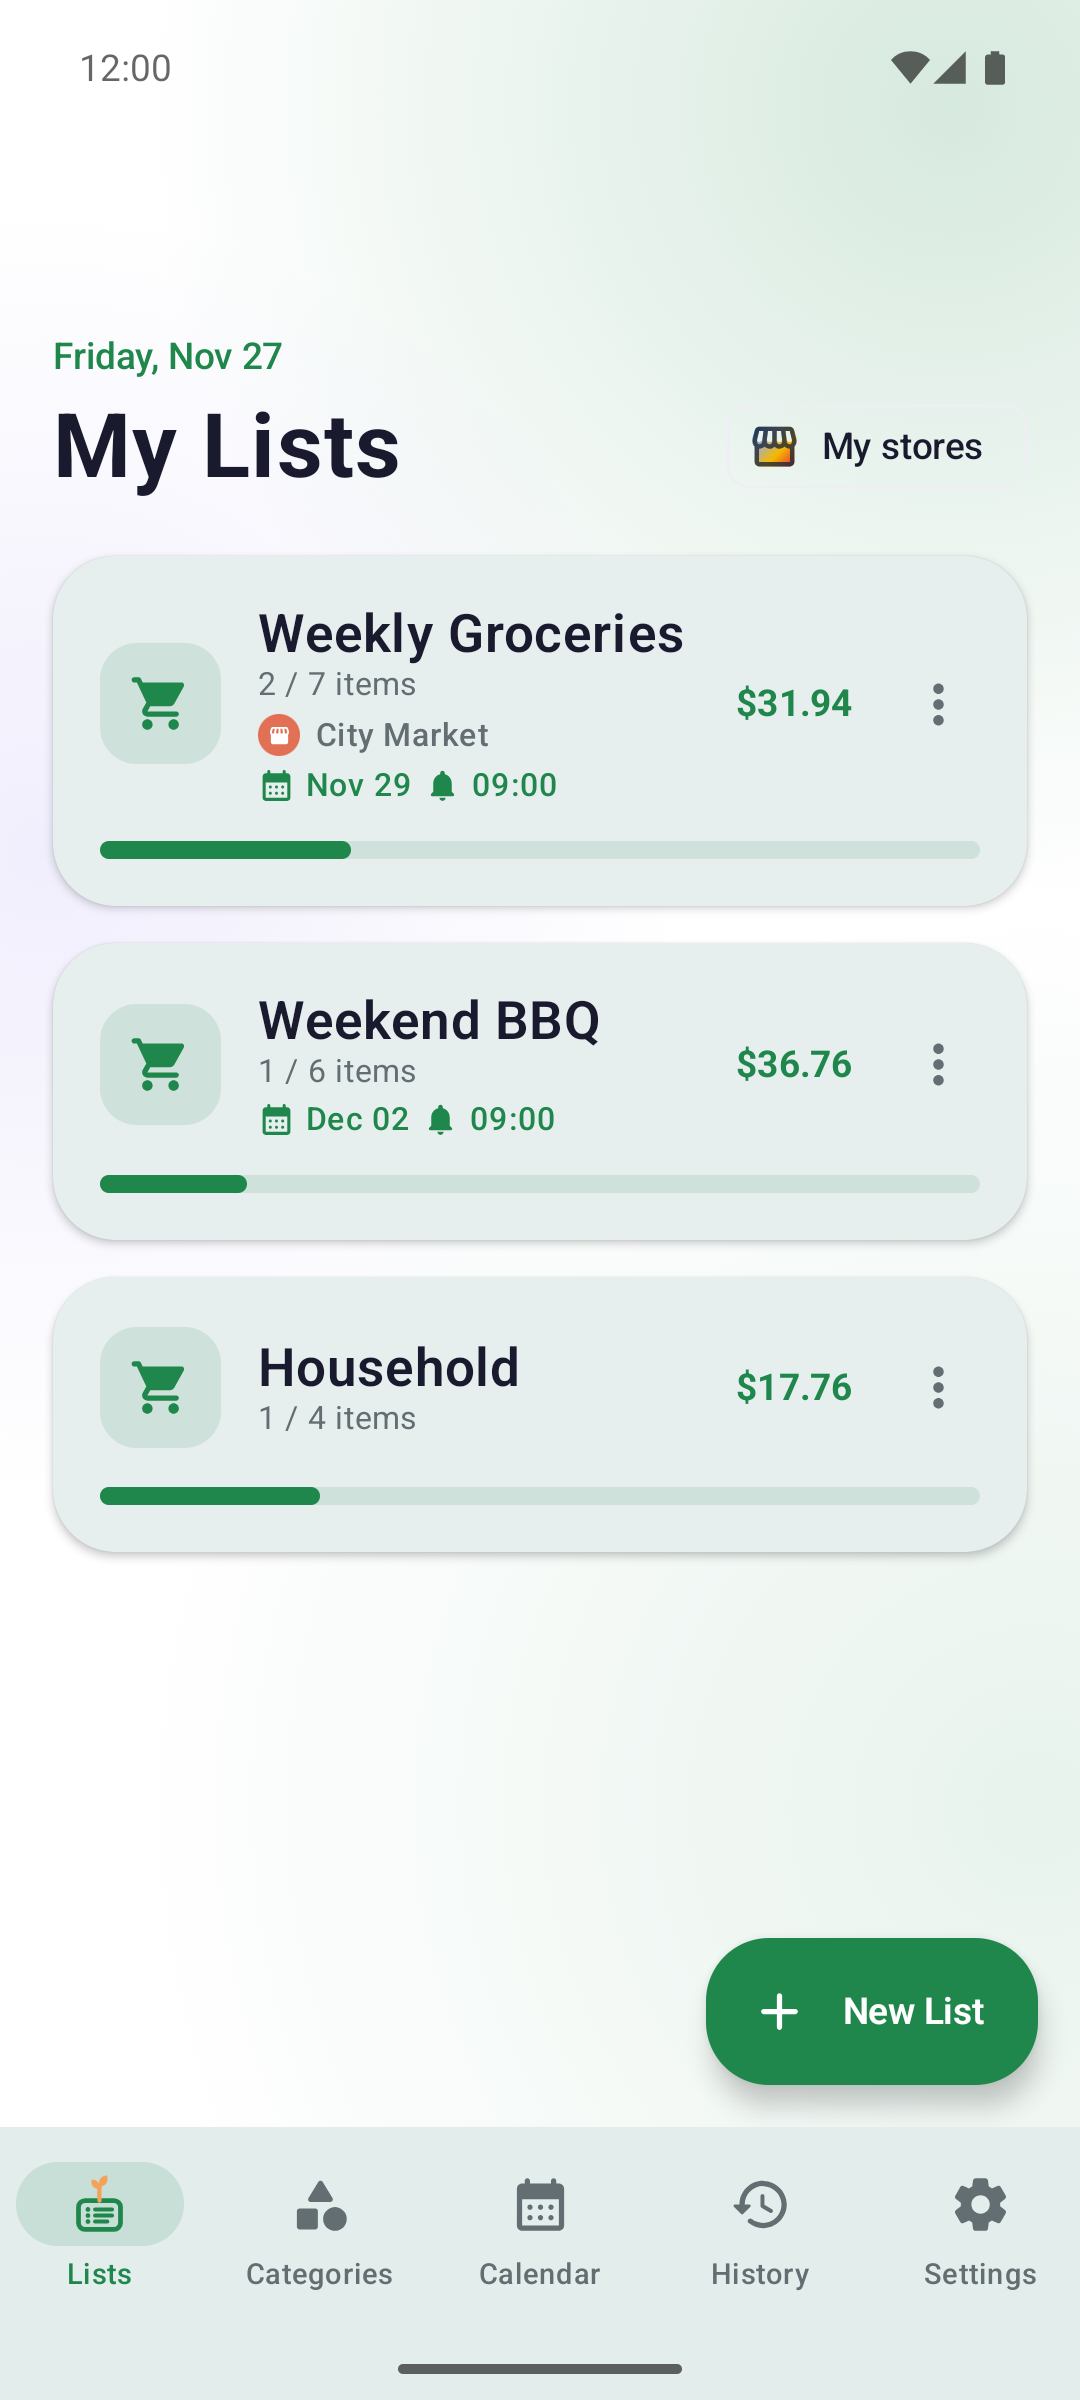 12:00
Friday, Nov 27
My Lists
My stores
Weekly Groceries
2 / 7 items
$31.94
City Market
Nov 29 09:00
Weekend BBQ
1 / 6 items
$36.76
Dec 02 09:00
Household
1 / 4 items
$17.76
New List
Lists
Categories
Calendar
History
Settings